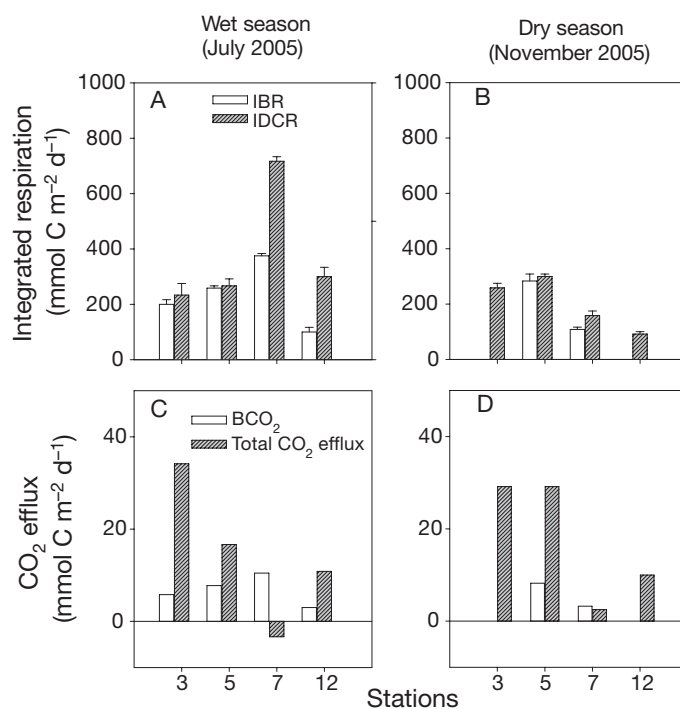 Wet season
(July 2005)
Dry season
(November 2005)
Integrated respiration
(mmol C m⁻² d⁻¹)
1000
800
600
400
200
0
A
IBR
IDCR
1000
800
600
400
200
0
B
CO₂ efflux
(mmol C m⁻² d⁻¹)
40
20
0
C
BCO₂
Total CO₂ efflux
3 5 7 12
40
20
0
D
3 5 7 12
Stations